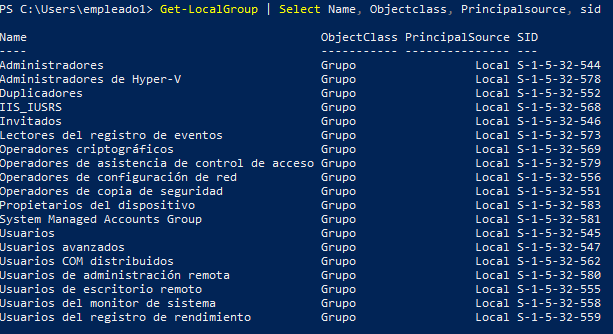 PS C:\Users\empleado1> Get-LocalGroup | Select Name, Objectclass, Principalsource, sid
Name ObjectClass PrincipalSource SID
---- ----------- --------------- ---
Administradores Grupo Local S-1-5-32-544
Administradores de Hyper-V Grupo Local S-1-5-32-578
Duplicadores Grupo Local S-1-5-32-552
IIS_IUSRS Grupo Local S-1-5-32-568
Invitados Grupo Local S-1-5-32-546
Lectores del registro de eventos Grupo Local S-1-5-32-573
Operadores criptográficos Grupo Local S-1-5-32-569
Operadores de asistencia de control de acceso Grupo Local S-1-5-32-579
Operadores de configuración de red Grupo Local S-1-5-32-556
Operadores de copia de seguridad Grupo Local S-1-5-32-551
Propietarios del dispositivo Grupo Local S-1-5-32-583
System Managed Accounts Group Grupo Local S-1-5-32-581
Usuarios Grupo Local S-1-5-32-545
Usuarios avanzados Grupo Local S-1-5-32-547
Usuarios COM distribuidos Grupo Local S-1-5-32-562
Usuarios de administración remota Grupo Local S-1-5-32-580
Usuarios de escritorio remoto Grupo Local S-1-5-32-555
Usuarios del monitor de sistema Grupo Local S-1-5-32-558
Usuarios del registro de rendimiento Grupo Local S-1-5-32-559